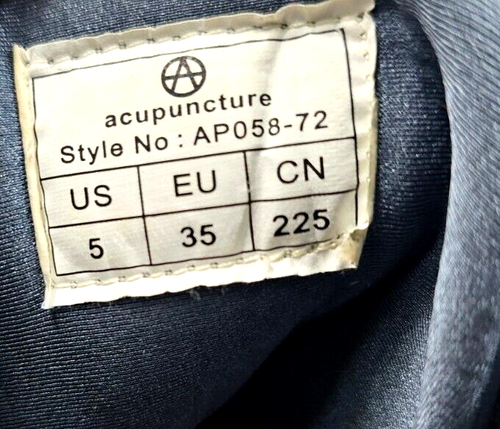 acupuncture
Style No : AP058-72
US EU CN
5 35 225